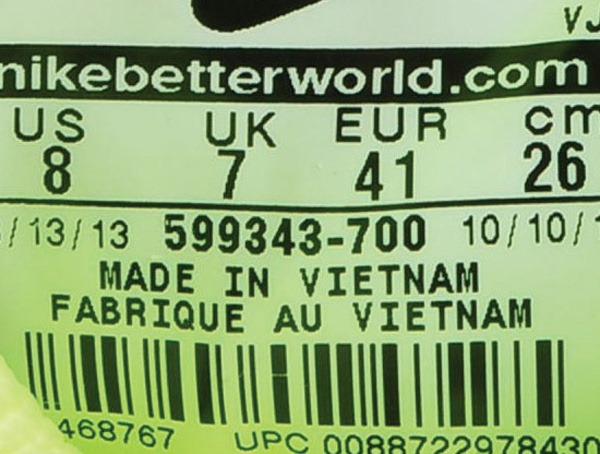 VJ
nikebetterworld.com
US UK EUR cm
8 7 41 26
/13/13 599343-700 10/10/1
MADE IN VIETNAM
FABRIQUE AU VIETNAM
468767 UPC 0088722978430